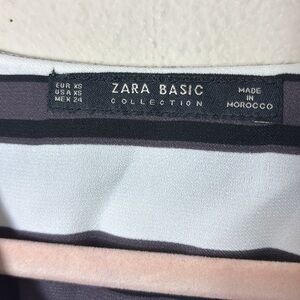 EUR XS
USA XS
MEX 24
ZARA BASIC
COLLECTION
MADE
IN
MOROCCO